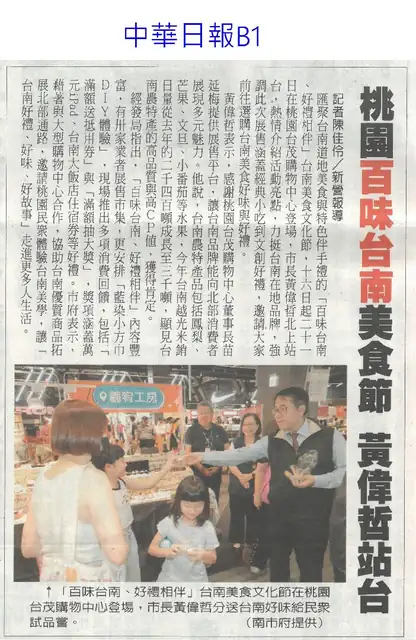 中華日報B1
桃園百味台南美食節 黃偉哲站台
記者陳佳伶／新營報導
匯聚台南道地美食與特色伴手禮的「百味台南
、好禮相伴」台南美食文化節，十六日起二十一
日在桃園台茂購物中心登場，市長黃偉哲北上站
台，熱情介紹活動亮點，力挺台南在地品牌，強
調此次展售涵蓋經典小吃到文創好禮，邀請大家
前往選購台南美食好味與好禮。
黃偉哲表示，感謝桃園台茂購物中心董事長苗
延梅提供展售平台，讓台南品牌能向北部消費者
展現多元魅力。他說，台南農特產品包括鳳梨、
芒果、文旦、小番茄等水果，今年台南越光米銷
日量從去年的二千四百噸成長至三千噸，顯見台
南農特產的高品質與高CP值，獲得肯定。
經發局指出，「百味台南、好禮相伴」內容豐
富，有卅家業者展售市集，更安排「藍染小方巾
DIY體驗」，現場推出多項消費回饋，包括「
滿額送抵用券」與「滿額抽大獎」，獎項涵蓋萬
元iPad、台南大飯店住宿券等好禮。市府表示、
藉著與大型購物中心合作，協助台南優質商品拓
展北部通路，邀請桃園民眾體驗台南美學，讓「
台南好禮、好味、好故事」走進更多人生活。
觀宥工房
↑「百味台南、好禮相伴」台南美食文化節在桃園
台茂購物中心登場，市長黃偉哲分送台南好味給民眾
試品嘗。　（南市府提供）